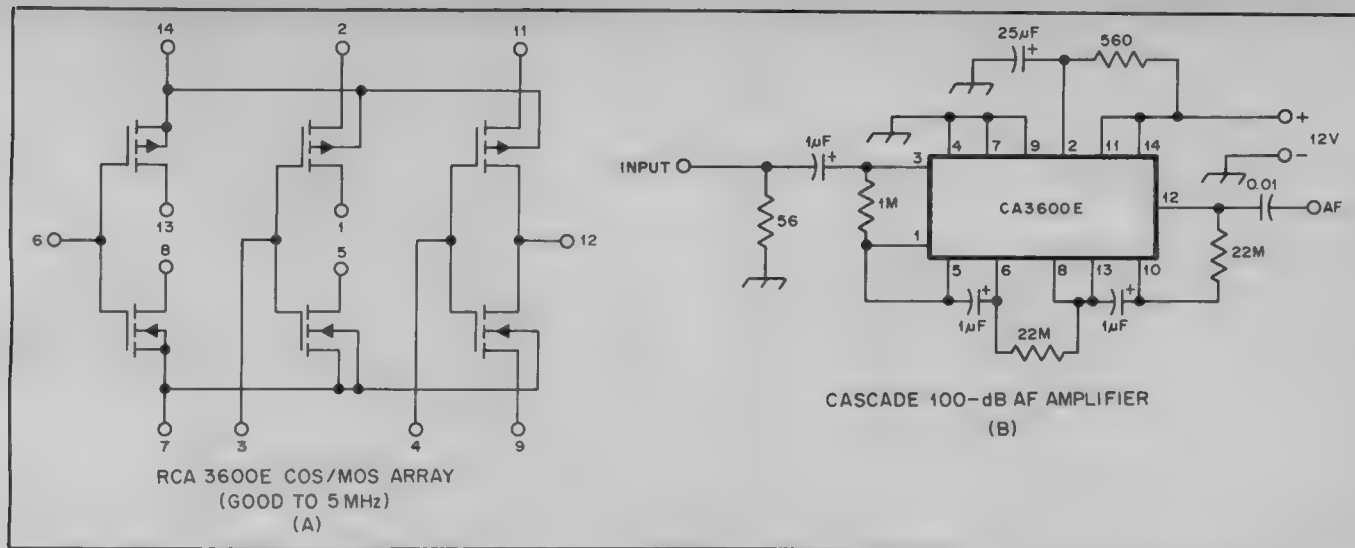 14
2
11
13
8
1
5
6
12
7
3
4
9
RCA 3600E COS/MOS ARRAY
(GOOD TO 5 MHz)
(A)
25µF
+
560
+
12V
-
4
7
9
2
11
14
INPUT
1µF
+
3
56
1M
CA3600E
12
0.01
AF
1
22M
5
6
8
13
10
+
1µF
+
1µF
22M
CASCADE 100-dB AF AMPLIFIER
(B)